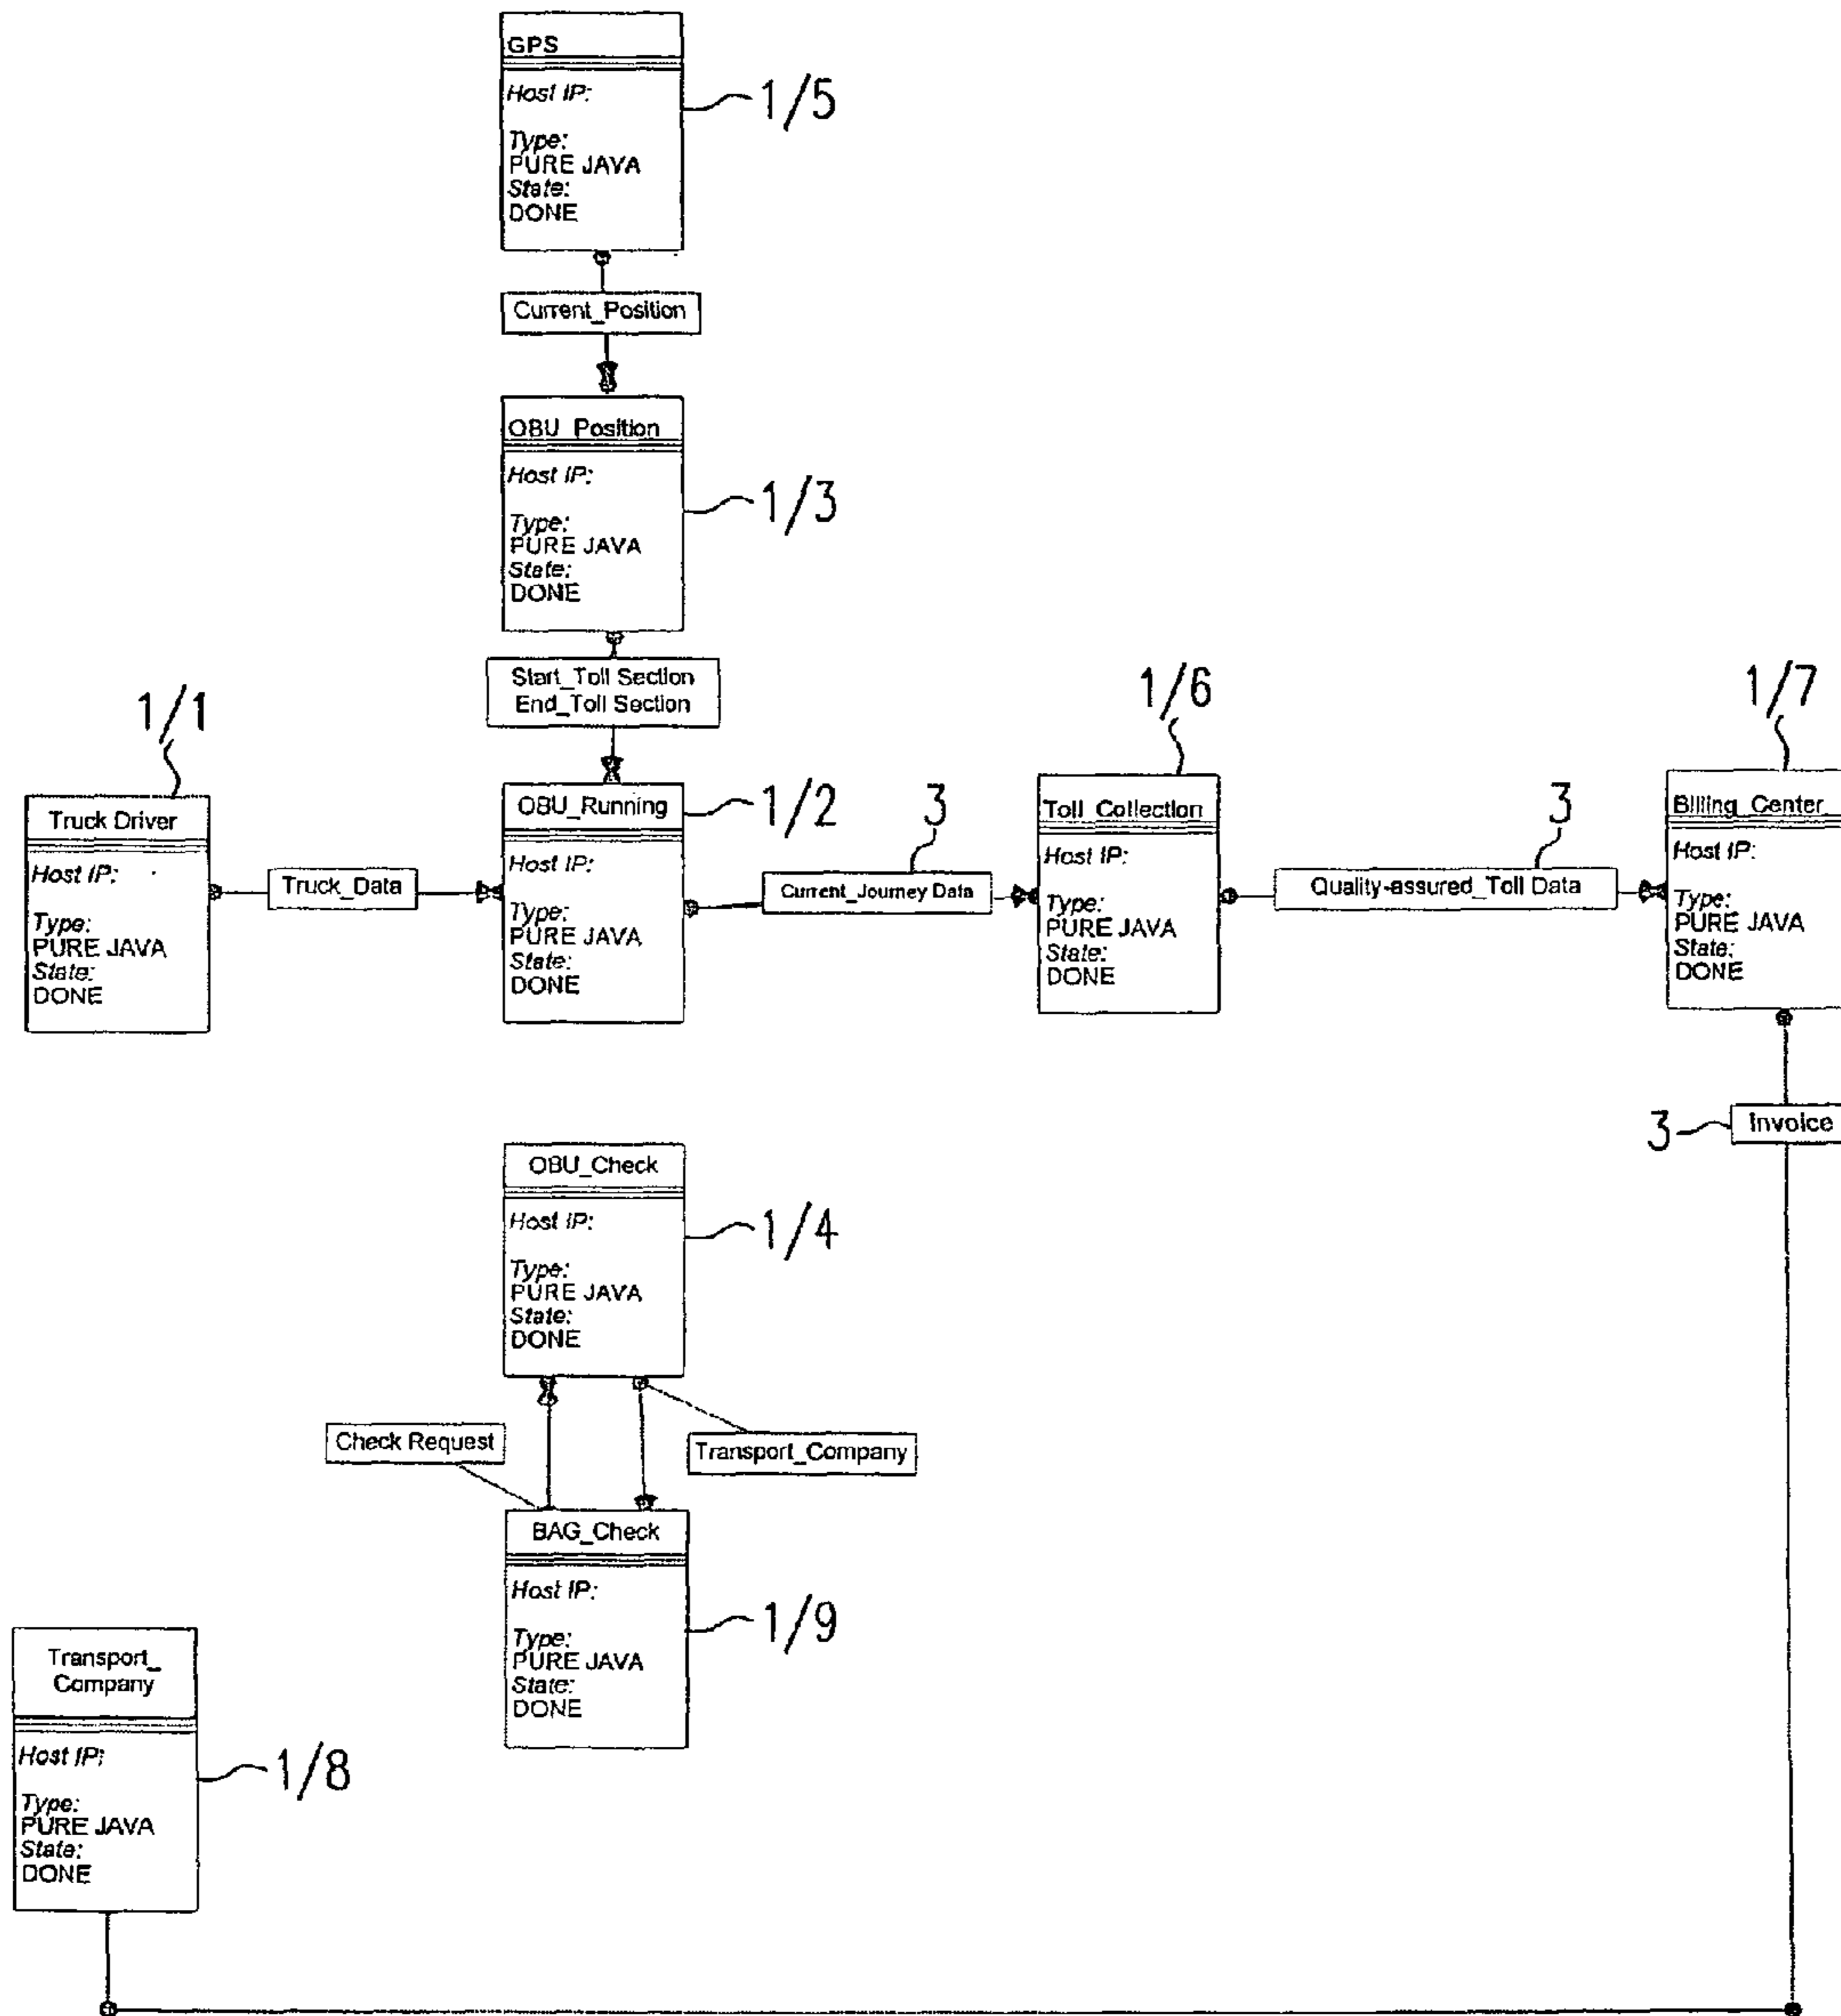 GPS
Host IP:
Type:
PURE JAVA
State:
DONE
1/5
Current_Position
OBU_Position
Host IP:
Type:
PURE JAVA
State:
DONE
1/3
Start_Toll Section
End_Toll Section
1/1
Truck Driver
Host IP:
Type:
PURE JAVA
State:
DONE
Truck_Data
OBU_Running
Host IP:
Type:
PURE JAVA
State:
DONE
1/2
3
Current_Journey Data
1/6
Toll_Collection
Host IP:
Type:
PURE JAVA
State:
DONE
3
Quality-assured_Toll Data
1/7
Billing_Center
Host IP:
Type:
PURE JAVA
State:
DONE
3
Invoice
OBU_Check
Host IP:
Type:
PURE JAVA
State:
DONE
1/4
Check Request
Transport_Company
BAG_Check
Host IP:
Type:
PURE JAVA
State:
DONE
1/9
Transport_
Company
Host IP:
Type:
PURE JAVA
State:
DONE
1/8